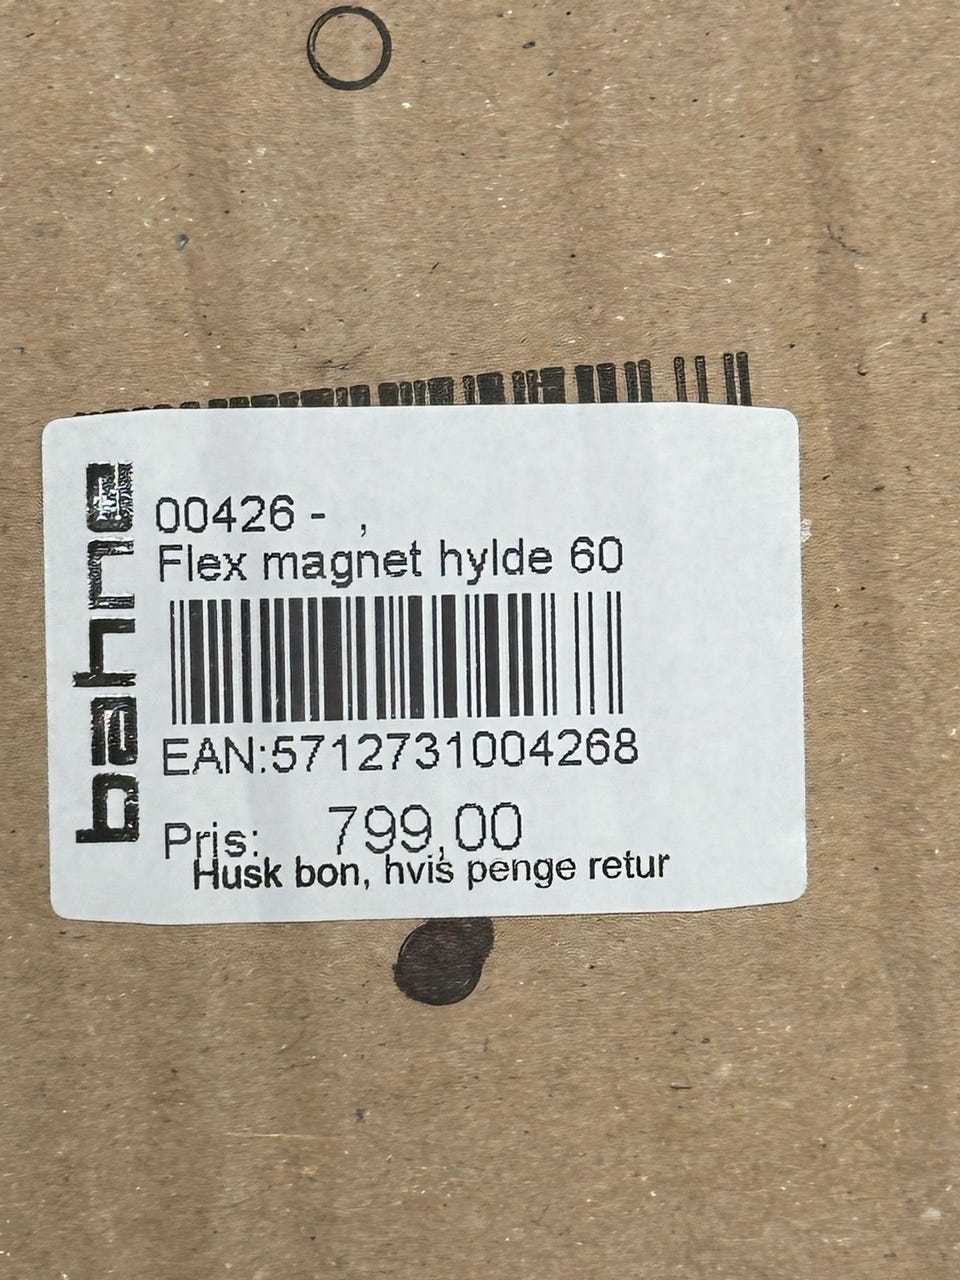 bahne
00426 - ,
Flex magnet hylde 60
EAN:5712731004268
Pris: 799,00
Husk bon, hvis penge retur